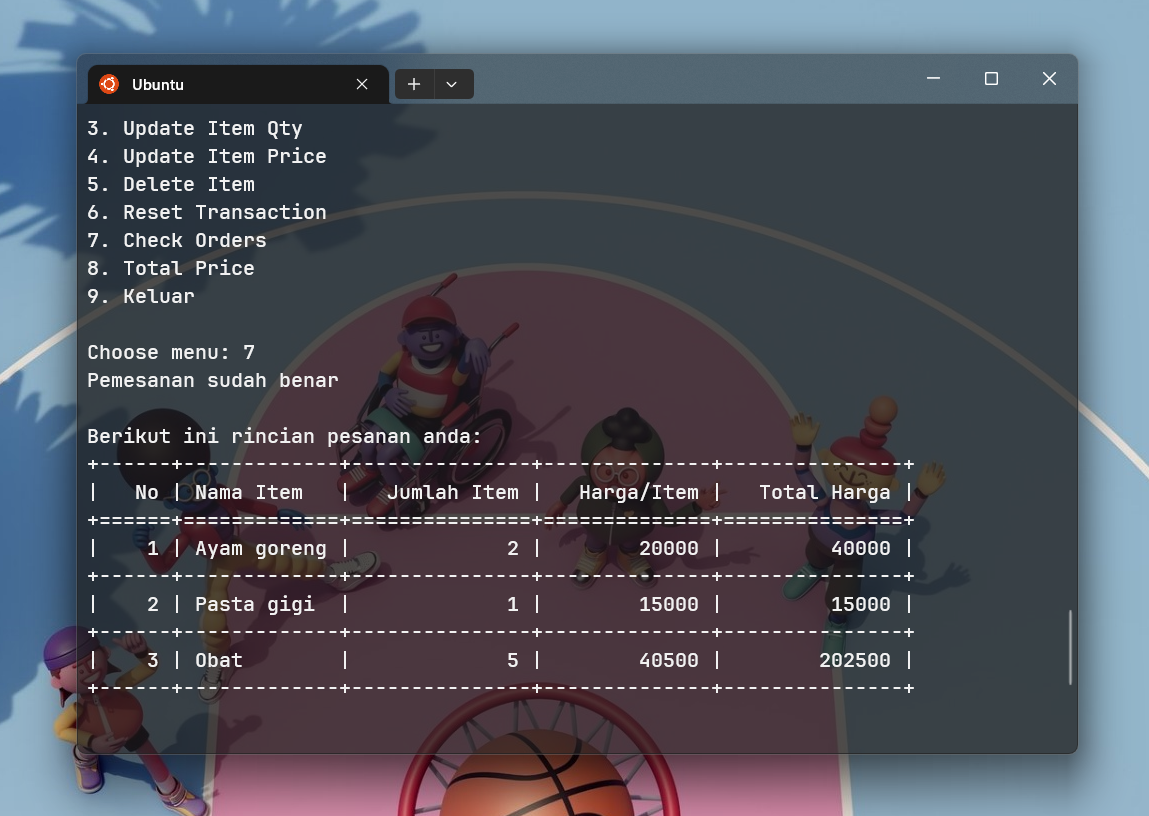 Ubuntu
3. Update Item Qty
4. Update Item Price
5. Delete Item
6. Reset Transaction
7. Check Orders
8. Total Price
9. Keluar
Choose menu: 7
Pemesanan sudah benar
Berikut ini rincian pesanan anda:
+------+-------------+---------------+--------------+---------------+
|   No | Nama Item   |   Jumlah Item |   Harga/Item |   Total Harga |
+======+=============+===============+==============+===============+
|    1 | Ayam goreng |             2 |        20000 |         40000 |
+------+-------------+---------------+--------------+---------------+
|    2 | Pasta gigi  |             1 |        15000 |         15000 |
+------+-------------+---------------+--------------+---------------+
|    3 | Obat        |             5 |        40500 |        202500 |
+------+-------------+---------------+--------------+---------------+